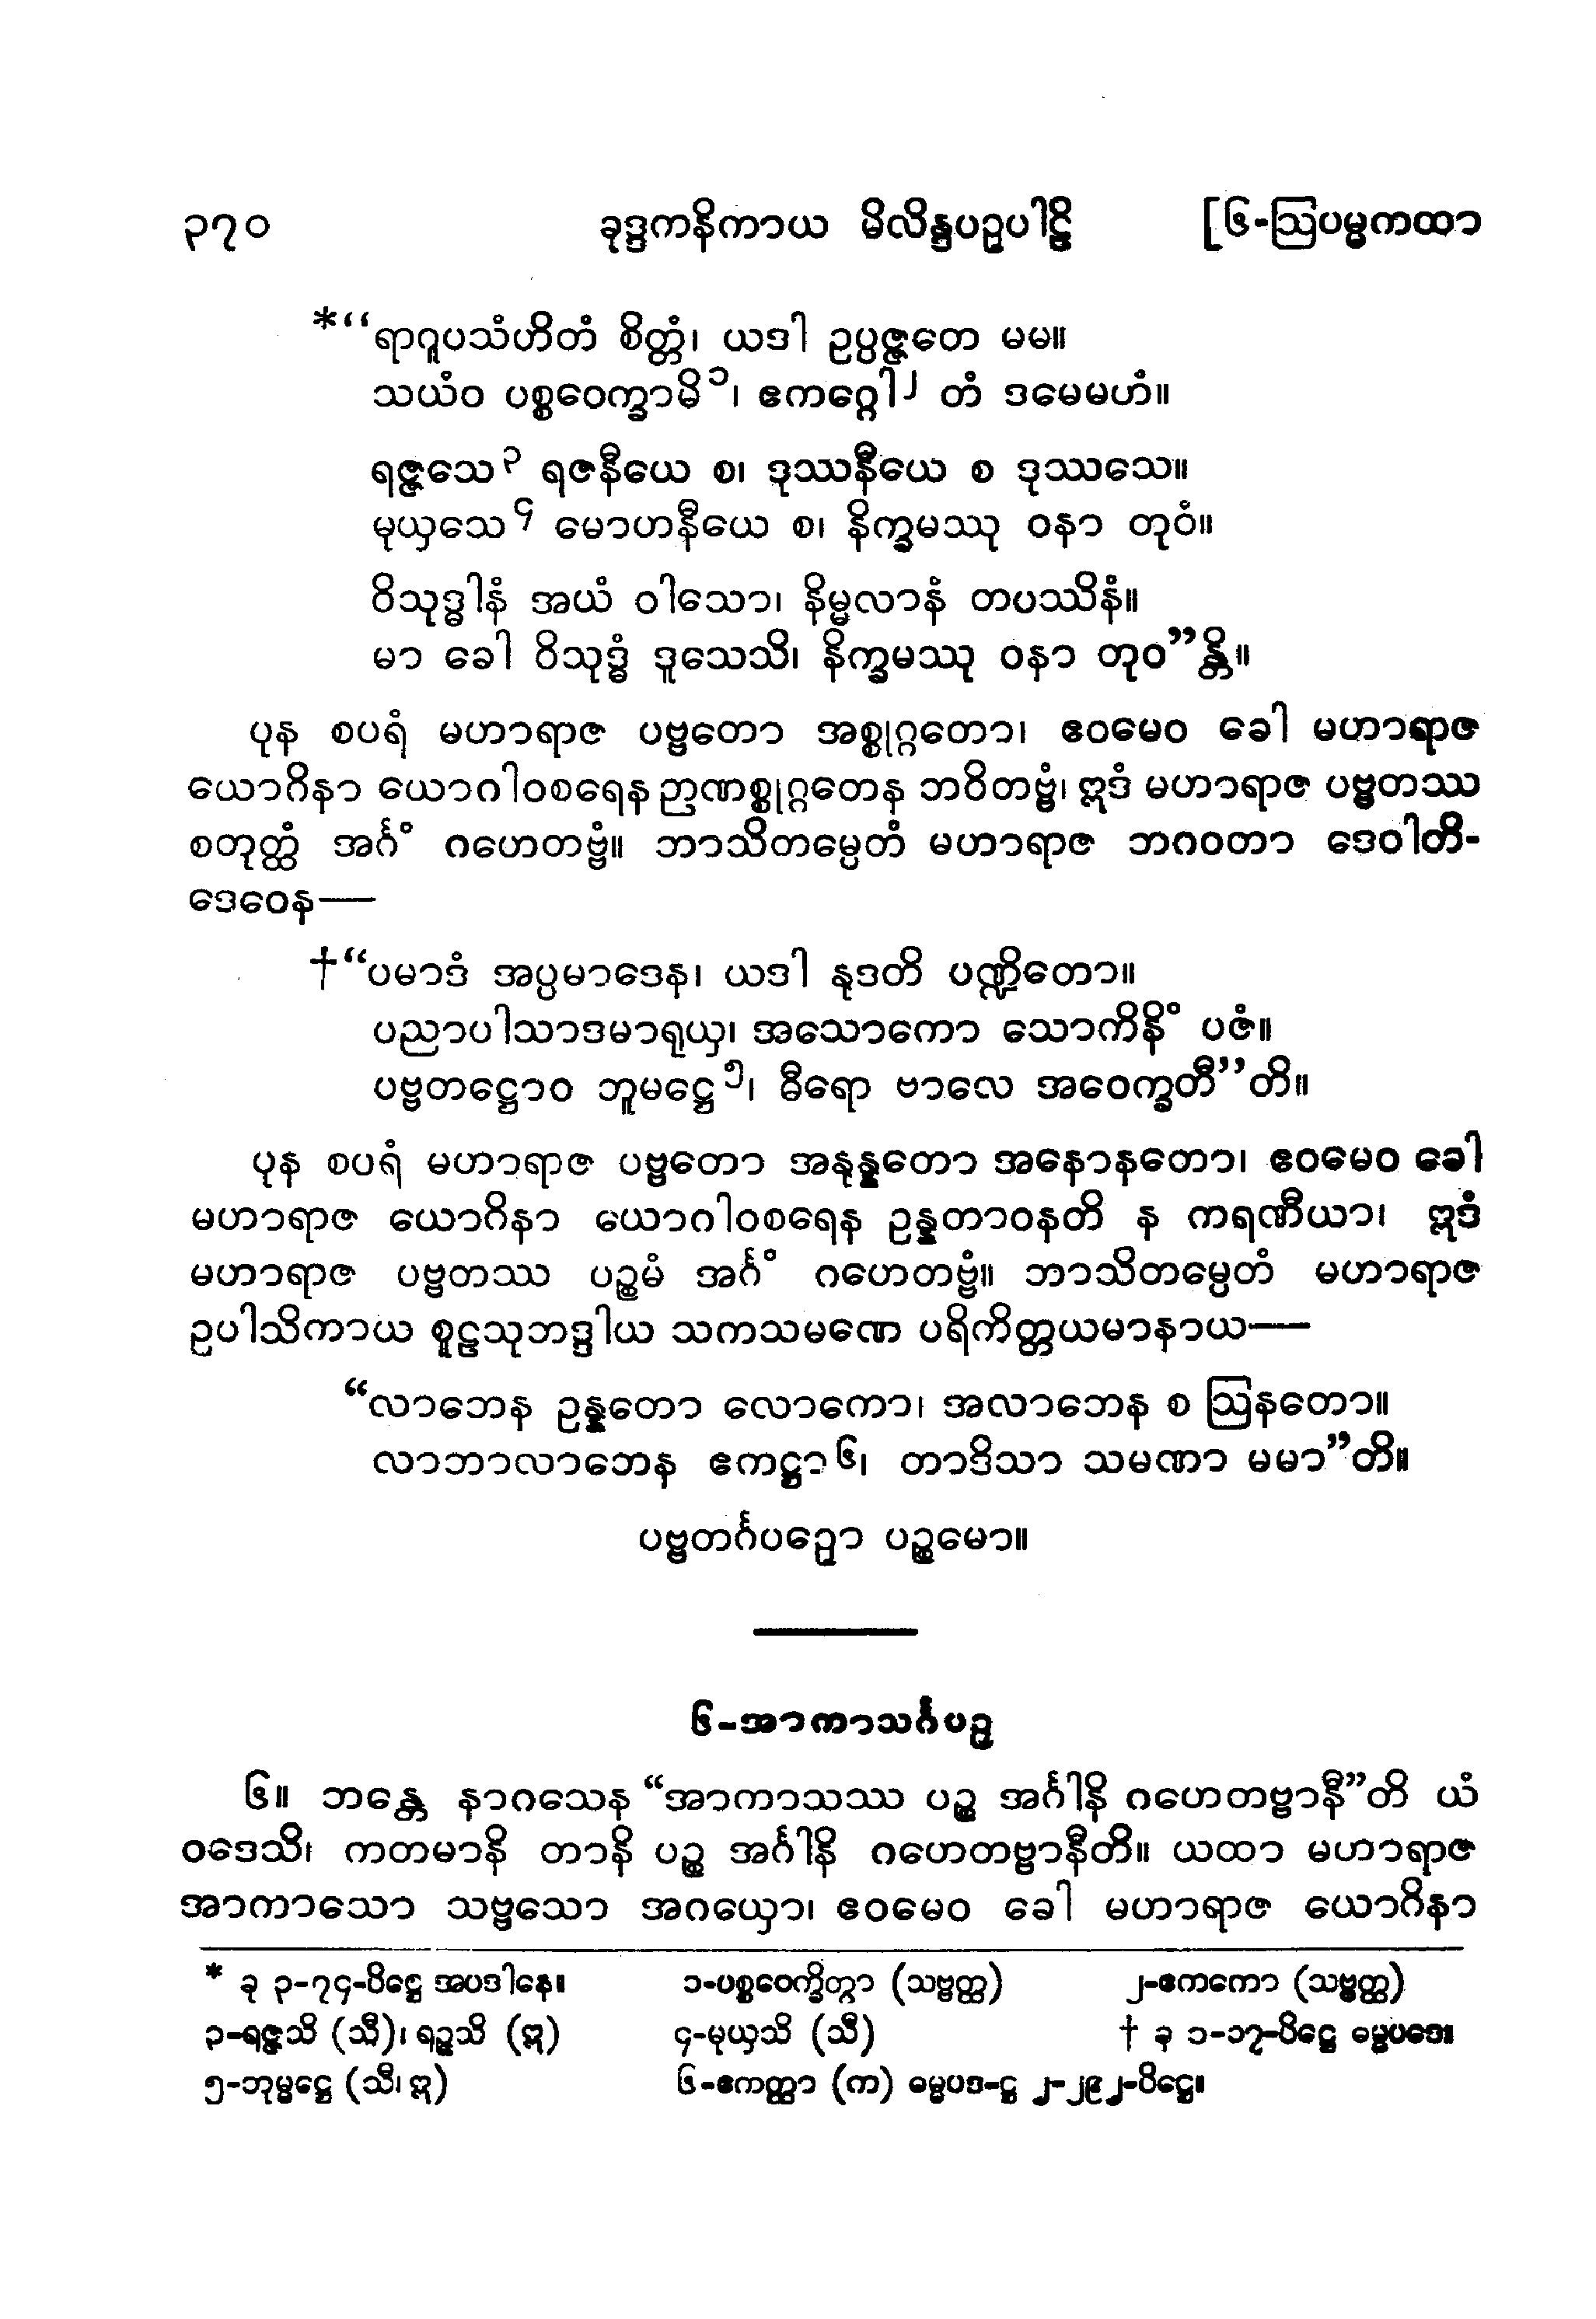 ၃၇၀ ခုဒ္ဒကနိကာယ မိလိန္ဒပဉှပါဠိ [၆-ဩပမ္မကထာ
*“ရာဂူပသံဟိတံ စိတ္တံ၊ ယဒါ ဥပ္ပဇ္ဇတေ မမ။
သယံဝ ပစ္စဝေက္ခာမိ၁၊ ဧကဂ္ဂေါ၂ တံ ဒမေမဟံ။
ရဇ္ဇသေ၃ ရဇနီယေ စ၊ ဒုဿနီယေ စ ဒုဿသေ။
မုယှသေ၄ မောဟနီယေ စ၊ နိက္ခမဿု ဝနာ တုဝံ။
ဝိသုဒ္ဓါနံ အယံ ဝါသော၊ နိမ္မလာနံ တပဿိနံ။
မာ ခေါ ဝိသုဒ္ဓံ ဒူသေသိ၊ နိက္ခမဿု ဝနာ တုဝ”န္တိ။
ပုန စပရံ မဟာရာဇ ပဗ္ဗတော အစ္စုဂ္ဂတော၊ ဧဝမေဝ ခေါ မဟာရာဇ
ယောဂိနာ ယောဂါဝစရေန ဉာဏစ္စုဂ္ဂတေန ဘဝိတဗ္ဗံ၊ ဣဒံ မဟာရာဇ ပဗ္ဗတဿ
စတုတ္ထံ အင်္ဂံ ဂဟေတဗ္ဗံ။ ဘာသိတမ္ပေတံ မဟာရာဇ ဘဂဝတာ ဒေဝါတိ-
ဒေဝေန—
†“ပမာဒံ အပ္ပမာဒေန၊ ယဒါ နုဒတိ ပဏ္ဍိတော။
ပညာပါသာဒမာရုယှ၊ အသောကော သောကိနိံ ပဇံ။
ပဗ္ဗတဋ္ဌောဝ ဘူမဋ္ဌေ၅၊ ဓီရော ဗာလေ အဝေက္ခတီ”တိ။
ပုန စပရံ မဟာရာဇ ပဗ္ဗတော အနုန္နတော အနောနတော၊ ဧဝမေဝ ခေါ
မဟာရာဇ ယောဂိနာ ယောဂါဝစရေန ဥန္နတာဝနတိ န ကရဏီယာ၊ ဣဒံ
မဟာရာဇ ပဗ္ဗတဿ ပဉ္စမံ အင်္ဂံ ဂဟေတဗ္ဗံ။ ဘာသိတမ္ပေတံ မဟာရာဇ
ဥပါသိကာယ စူဠသုဘဒ္ဒါယ သကသမဏေ ပရိကိတ္တယမာနာယ—
“လာဘေန ဥန္နတော လောကော၊ အလာဘေန စ ဩနတော။
လာဘာလာဘေန ဧကဋ္ဌာ၆၊ တာဒိသာ သမဏာ မမာ”တိ။
ပဗ္ဗတင်္ဂပဉှော ပဉ္စမော။
၆-အာကာသင်္ဂပဉှ
၆။ ဘန္တေ နာဂသေန “အာကာသဿ ပဉ္စ အင်္ဂါနိ ဂဟေတဗ္ဗာနီ”တိ ယံ
ဝဒေသိ၊ ကတမာနိ တာနိ ပဉ္စ အင်္ဂါနိ ဂဟေတဗ္ဗာနီတိ။ ယထာ မဟာရာဇ
အာကာသော သဗ္ဗသော အဂယှော၊ ဧဝမေဝ ခေါ မဟာရာဇ ယောဂိနာ
* ခု ၃-၇၄-ပိဋ္ဌေ အပဒါနေ။ ၁-ပစ္စဝေက္ခိတွာ (သဗ္ဗတ္ထ) ၂-ဧကကော (သဗ္ဗတ္ထ)
၃-ရဇ္ဇသိ (သီ)၊ ရဉ္ဇသိ (ဣ) ၄-မုယှသိ (သီ) † ခု ၁-၁၇-ပိဋ္ဌေ ဓမ္မပဒေ။
၅-ဘုမ္မဋ္ဌေ (သီ၊ ဣ) ၆-ဧကတ္ထာ (က) ဓမ္မပဒ-ဋ္ဌ ၂-၂၉၂-ပိဋ္ဌေ။